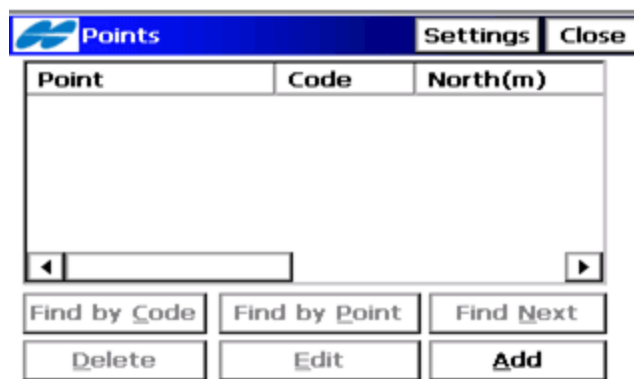 Points Settings Close
Point Code North(m)
Find by Code Find by Point Find Next
Delete Edit Add